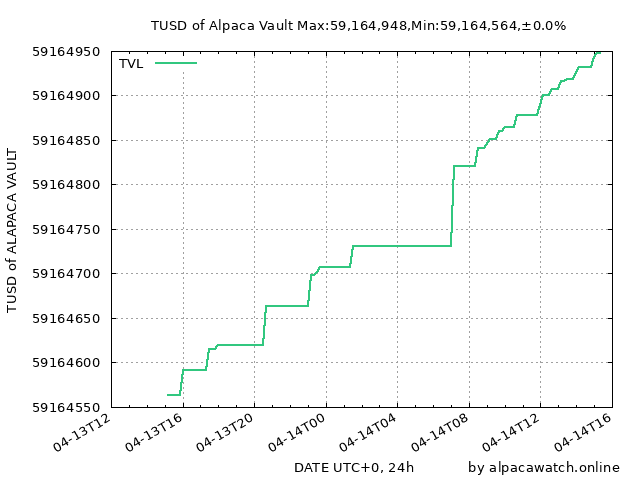 TUSD of Alpaca Vault Max:59,164,948,Min:59,164,564,±0.0%
TVL
59164950
59164900
59164850
59164800
59164750
59164700
59164650
59164600
59164550
TUSD of ALAPACA VAULT
04-13T12
04-13T16
04-13T20
04-14T00
04-14T04
04-14T08
04-14T12
04-14T16
DATE UTC+0, 24h
by alpacawatch.online